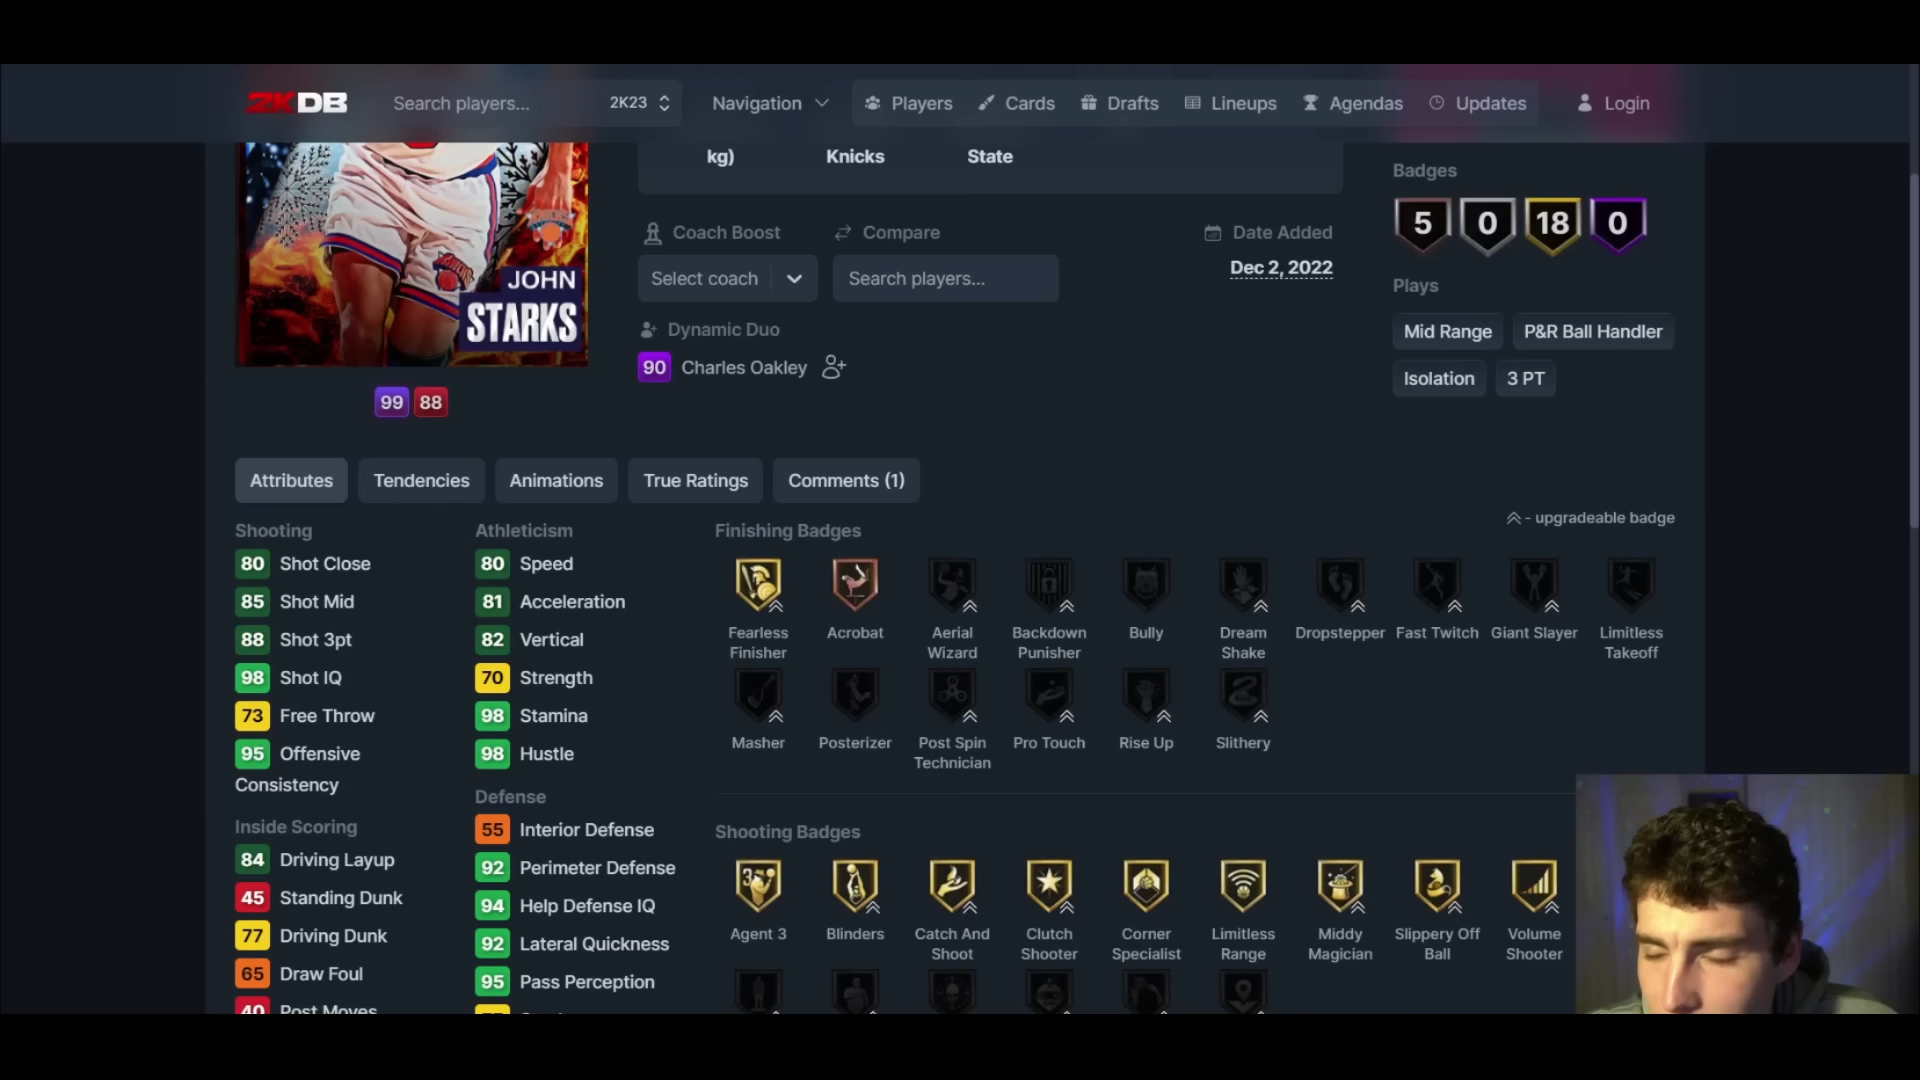 2KDB
Search players...
2K23
Navigation
Players
Cards
Drafts
Lineups
Agendas
Updates
Login
kg)
Knicks
State
JOHN
STARKS
99 88
Coach Boost
Select coach
Compare
Search players...
Date Added
Dec 2, 2022
Dynamic Duo
90 Charles Oakley
Badges
5 0 18 0
Plays
Mid Range
P&R Ball Handler
Isolation
3 PT
Attributes
Tendencies
Animations
True Ratings
Comments (1)
Shooting
80 Shot Close
85 Shot Mid
88 Shot 3pt
98 Shot IQ
73 Free Throw
95 Offensive
Consistency
Inside Scoring
84 Driving Layup
45 Standing Dunk
77 Driving Dunk
65 Draw Foul
40 Post Moves
Athleticism
80 Speed
81 Acceleration
82 Vertical
70 Strength
98 Stamina
98 Hustle
Defense
55 Interior Defense
92 Perimeter Defense
94 Help Defense IQ
92 Lateral Quickness
95 Pass Perception
- upgradeable badge
Finishing Badges
Fearless
Finisher
Acrobat
Aerial
Wizard
Backdown
Punisher
Bully
Dream
Shake
Dropstepper
Fast Twitch
Giant Slayer
Limitless
Takeoff
Masher
Posterizer
Post Spin
Technician
Pro Touch
Rise Up
Slithery
Shooting Badges
Agent 3
Blinders
Catch And
Shoot
Clutch
Shooter
Corner
Specialist
Limitless
Range
Middy
Magician
Slippery Off
Ball
Volume
Shooter